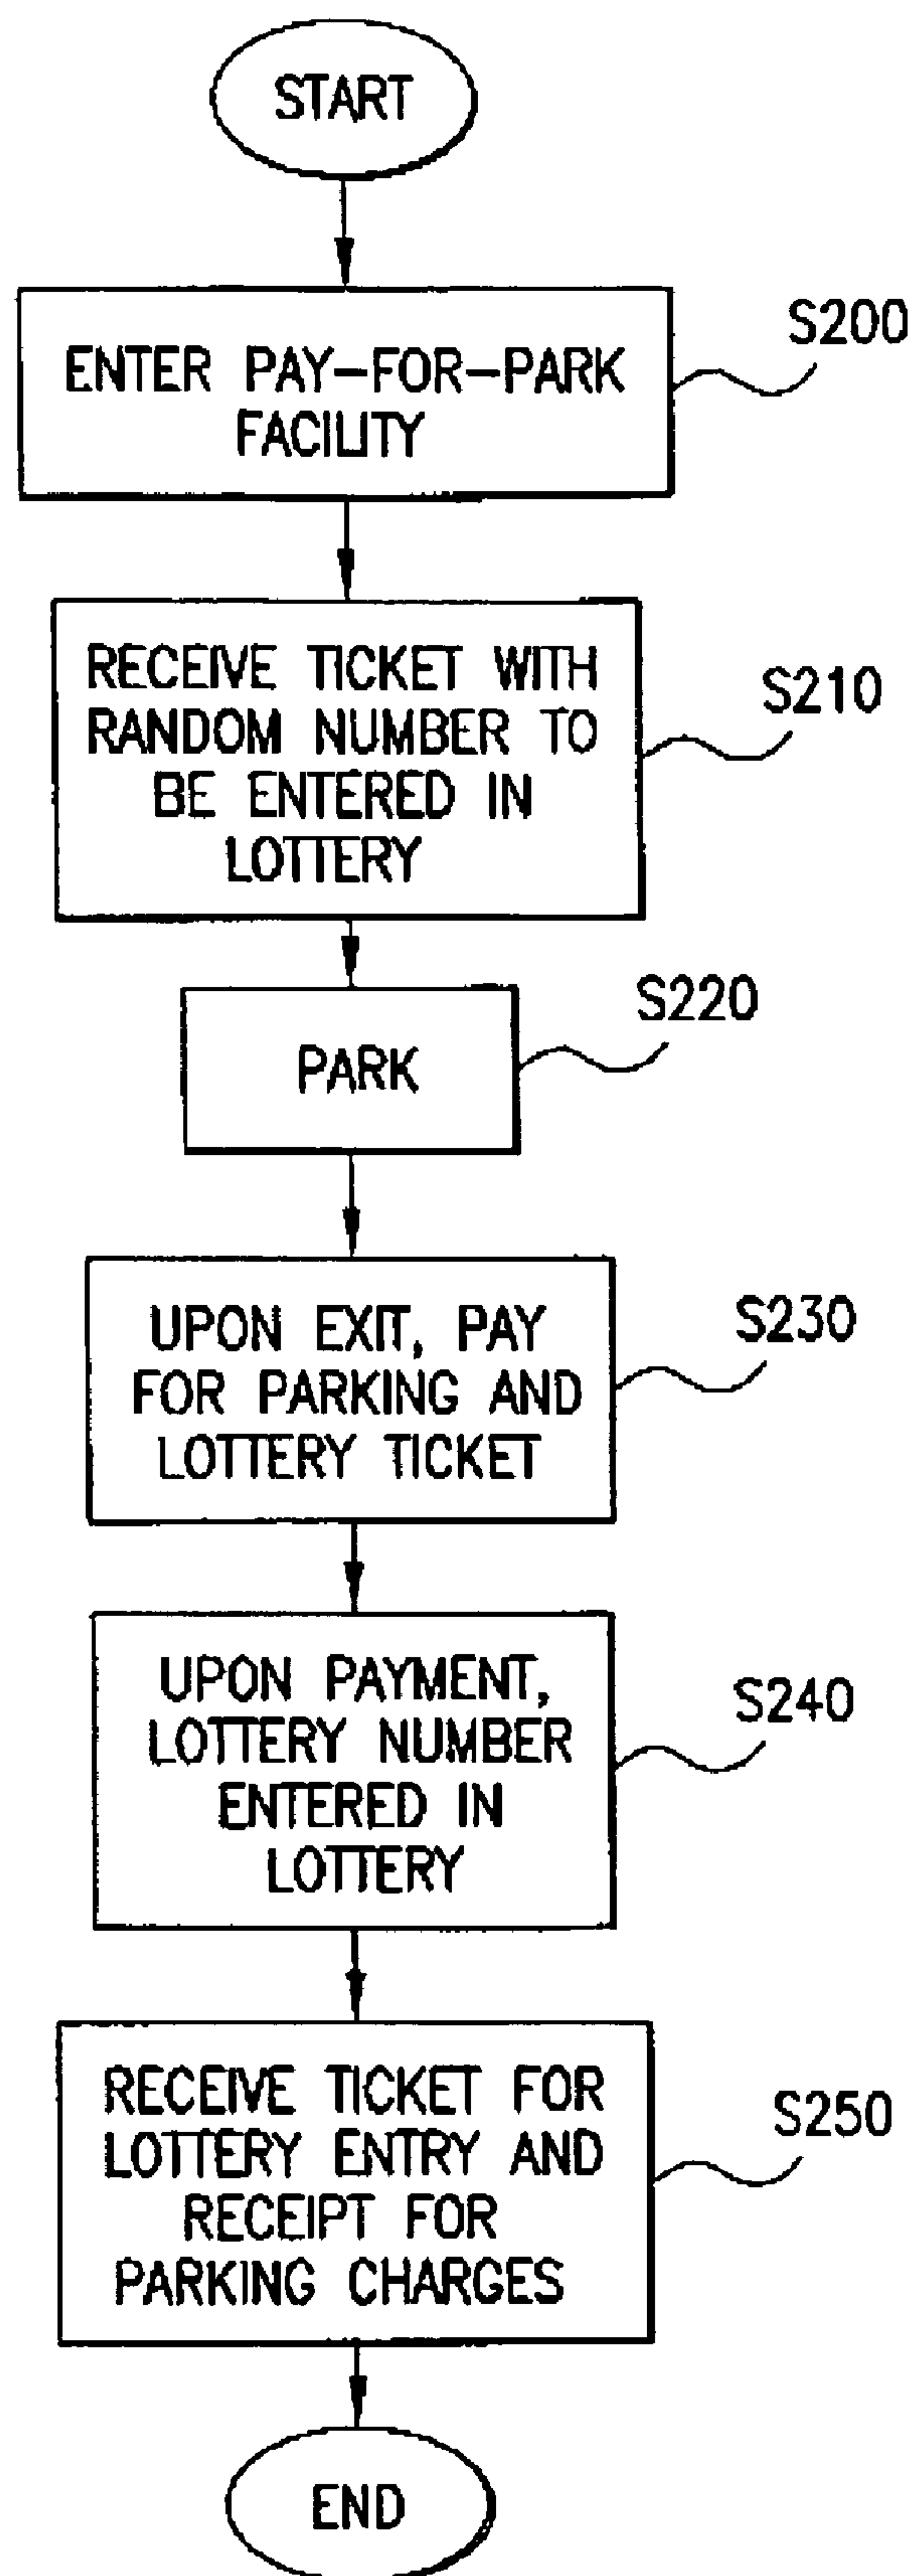 START
ENTER PAY-FOR-PARK
FACILITY
S200
RECEIVE TICKET WITH
RANDOM NUMBER TO
BE ENTERED IN
LOTTERY
S210
PARK
S220
UPON EXIT, PAY
FOR PARKING AND
LOTTERY TICKET
S230
UPON PAYMENT,
LOTTERY NUMBER
ENTERED IN
LOTTERY
S240
RECEIVE TICKET FOR
LOTTERY ENTRY AND
RECEIPT FOR
PARKING CHARGES
S250
END